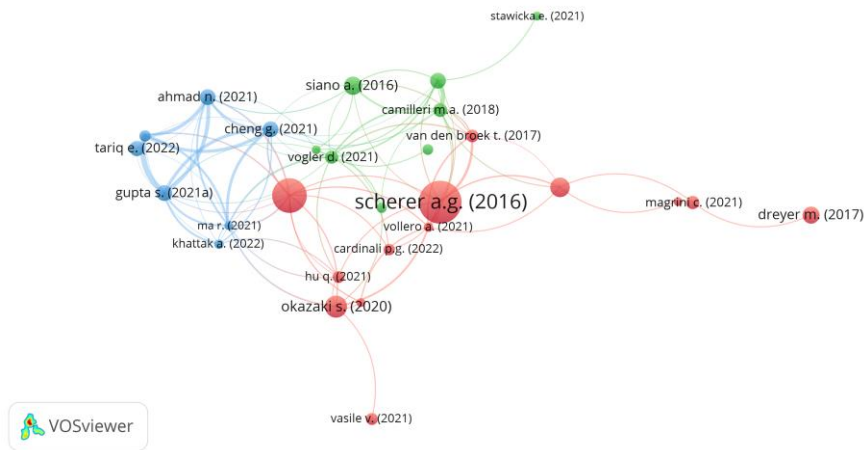 stawicka e. (2021)
siano a. (2016)
ahmad n. (2021)
camilleri m.a. (2018)
cheng g. (2021)
van den broek t. (2017)
tariq e. (2022)
vogler d. (2021)
gupta s. (2021a)
scherer a.g. (2016)
magrini c. (2021)
dreyer m. (2017)
ma r. (2021)
vollero a. (2021)
khattak a. (2022)
cardinali p.g. (2022)
hu q. (2021)
okazaki s. (2020)
vasile v. (2021)
VOSviewer